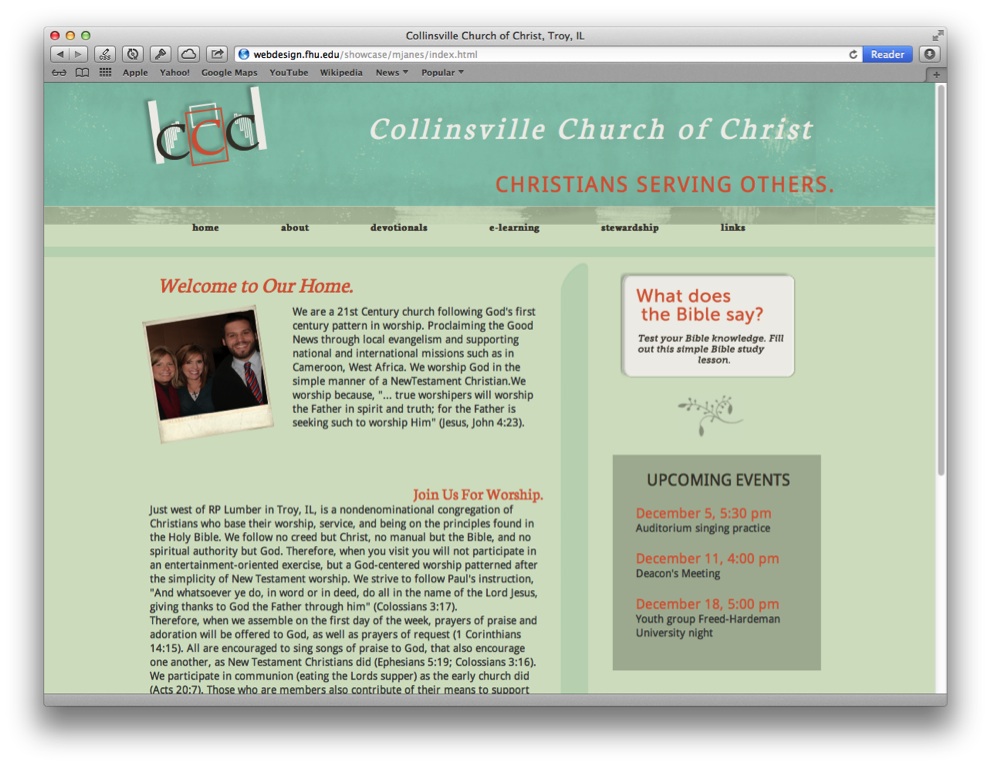 Collinsville Church of Christ, Troy, IL
css
webdesign.fhu.edu/showcase/mjanes/index.html
Reader
Apple Yahoo! Google Maps YouTube Wikipedia News ▼ Popular ▼
+
CCC
Collinsville Church of Christ
CHRISTIANS SERVING OTHERS.
home about devotionals e-learning stewardship links
Welcome to Our Home.
We are a 21st Century church following God's first
century pattern in worship. Proclaiming the Good
News through local evangelism and supporting
national and international missions such as in
Cameroon, West Africa. We worship God in the
simple manner of a NewTestament Christian.We
worship because, "... true worshipers will worship
the Father in spirit and truth; for the Father is
seeking such to worship Him" (Jesus, John 4:23).
Join Us For Worship.
Just west of RP Lumber in Troy, IL, is a nondenominational congregation of
Christians who base their worship, service, and being on the principles found in
the Holy Bible. We follow no creed but Christ, no manual but the Bible, and no
spiritual authority but God. Therefore, when you visit you will not participate in
an entertainment-oriented exercise, but a God-centered worship patterned after
the simplicity of New Testament worship. We strive to follow Paul's instruction,
"And whatsoever ye do, in word or in deed, do all in the name of the Lord Jesus,
giving thanks to God the Father through him" (Colossians 3:17).
Therefore, when we assemble on the first day of the week, prayers of praise and
adoration will be offered to God, as well as prayers of request (1 Corinthians
14:15). All are encouraged to sing songs of praise to God, that also encourage
one another, as New Testament Christians did (Ephesians 5:19; Colossians 3:16).
We participate in communion (eating the Lords supper) as the early church did
(Acts 20:7). Those who are members also contribute of their means to support
What does
the Bible say?
Test your Bible knowledge. Fill
out this simple Bible study
lesson.
UPCOMING EVENTS
December 5, 5:30 pm
Auditorium singing practice
December 11, 4:00 pm
Deacon's Meeting
December 18, 5:00 pm
Youth group Freed-Hardeman
University night